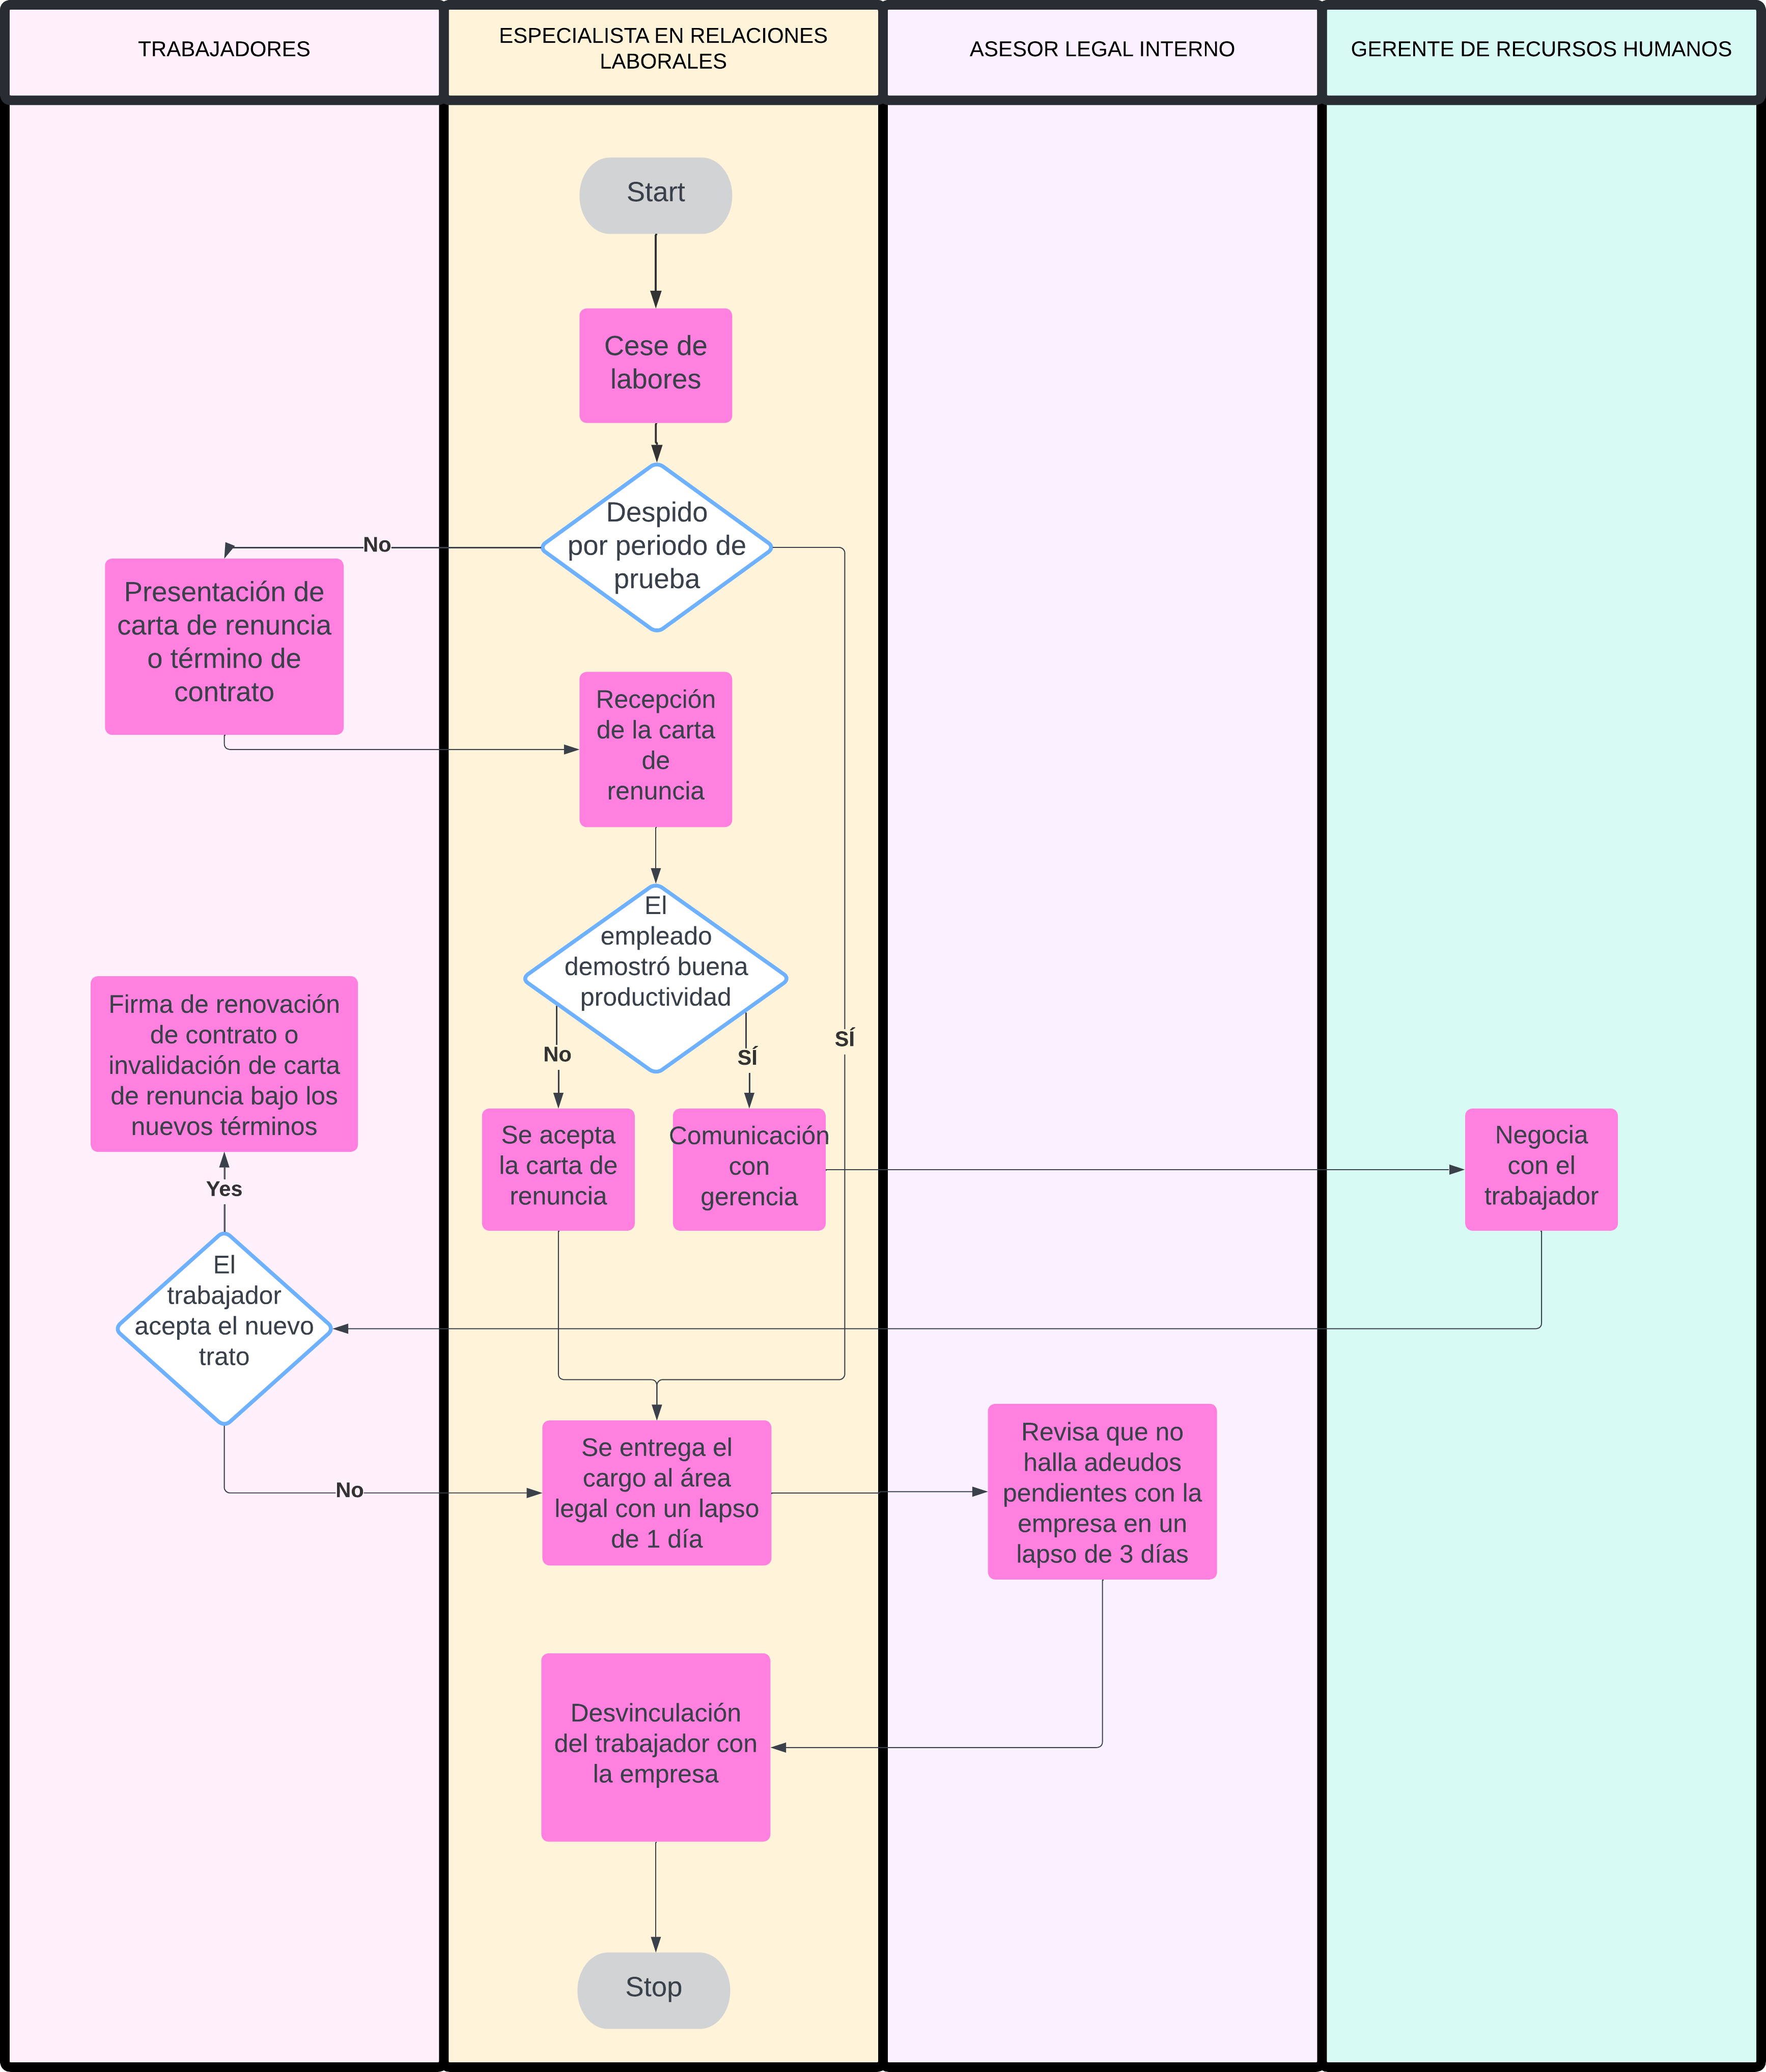 TRABAJADORES
ESPECIALISTA EN RELACIONES
LABORALES
ASESOR LEGAL INTERNO
GERENTE DE RECURSOS HUMANOS
Start
Cese de
labores
Despido
por periodo de
prueba
No
Presentación de
carta de renuncia
o término de
contrato
Recepción
de la carta
de
renuncia
El
empleado
demostró buena
productividad
No
SÍ
SÍ
Firma de renovación
de contrato o
invalidación de carta
de renuncia bajo los
nuevos términos
Se acepta
la carta de
renuncia
Comunicación
con
gerencia
Negocia
con el
trabajador
Yes
El
trabajador
acepta el nuevo
trato
No
Se entrega el
cargo al área
legal con un lapso
de 1 día
Revisa que no
halla adeudos
pendientes con la
empresa en un
lapso de 3 días
Desvinculación
del trabajador con
la empresa
Stop